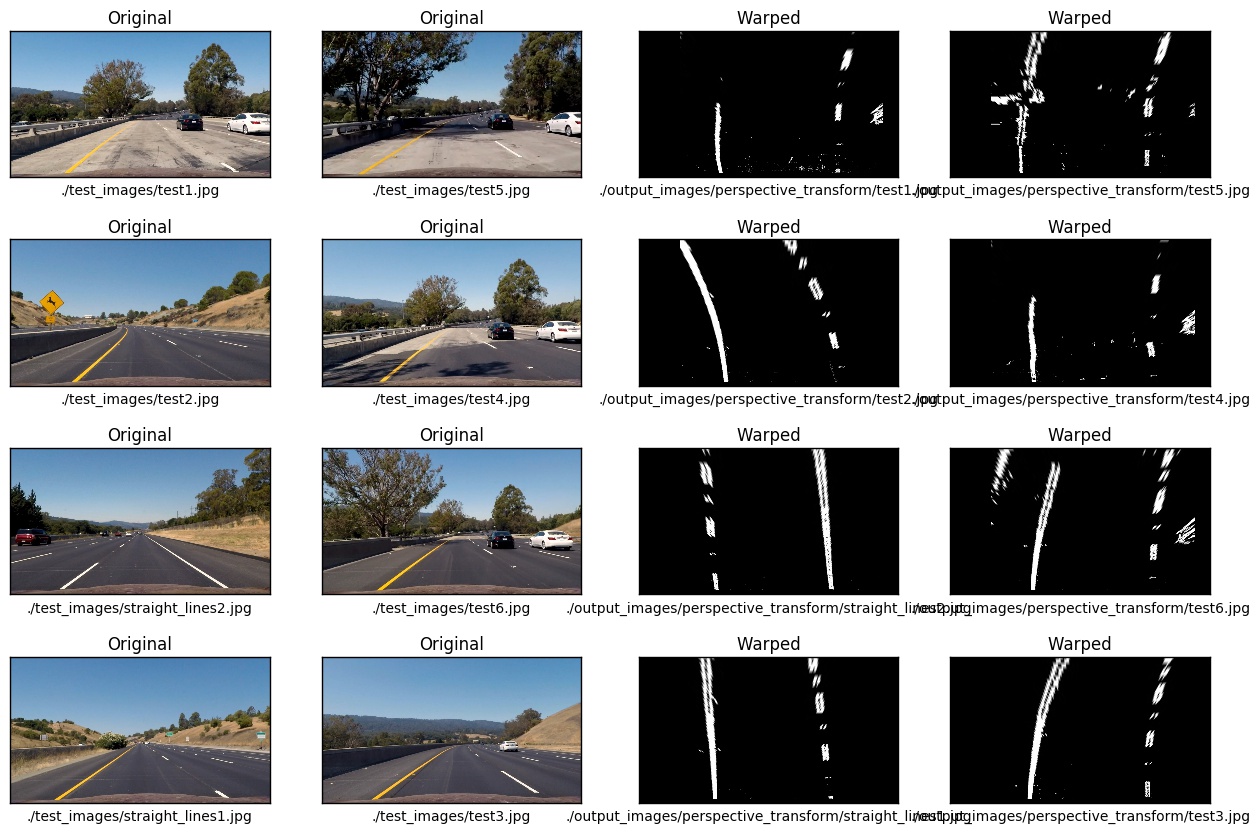 Original
Original
Warped
Warped
./test_images/test1.jpg
./test_images/test5.jpg
./output_images/perspective_transform/test1.jpg
./output_images/perspective_transform/test5.jpg
Original
Original
Warped
Warped
./test_images/test2.jpg
./test_images/test4.jpg
./output_images/perspective_transform/test2.jpg
./output_images/perspective_transform/test4.jpg
Original
Original
Warped
Warped
./test_images/straight_lines2.jpg
./test_images/test6.jpg
./output_images/perspective_transform/straight_lines2.jpg
./output_images/perspective_transform/test6.jpg
Original
Original
Warped
Warped
./test_images/straight_lines1.jpg
./test_images/test3.jpg
./output_images/perspective_transform/straight_lines1.jpg
./output_images/perspective_transform/test3.jpg